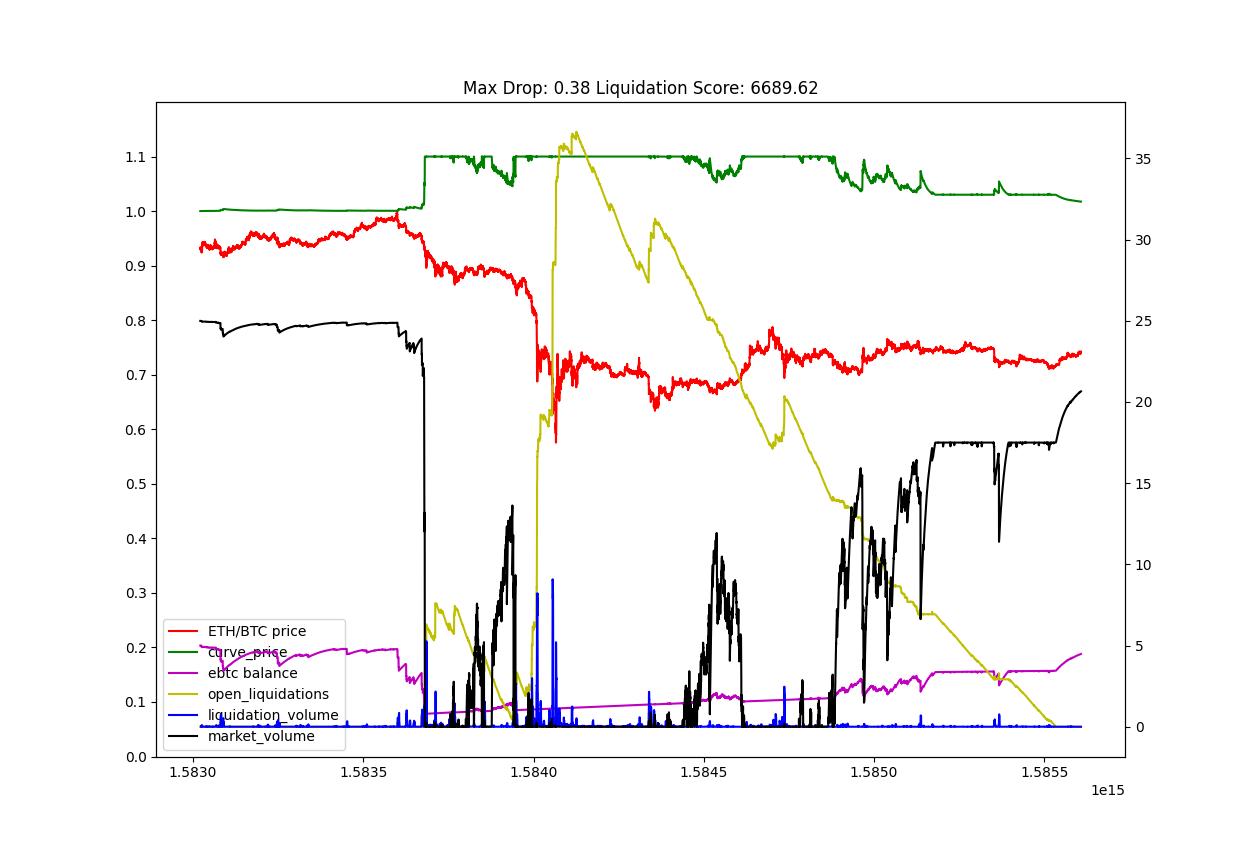 Max Drop: 0.38 Liquidation Score: 6689.62
1.1
1.0
0.9
0.8
0.7
0.6
0.5
0.4
0.3
0.2
0.1
0.0
35
30
25
20
15
10
5
0
ETH/BTC price
curve_price
ebtc balance
open_liquidations
liquidation_volume
market_volume
1.5830 1.5835 1.5840 1.5845 1.5850 1.5855
1e15